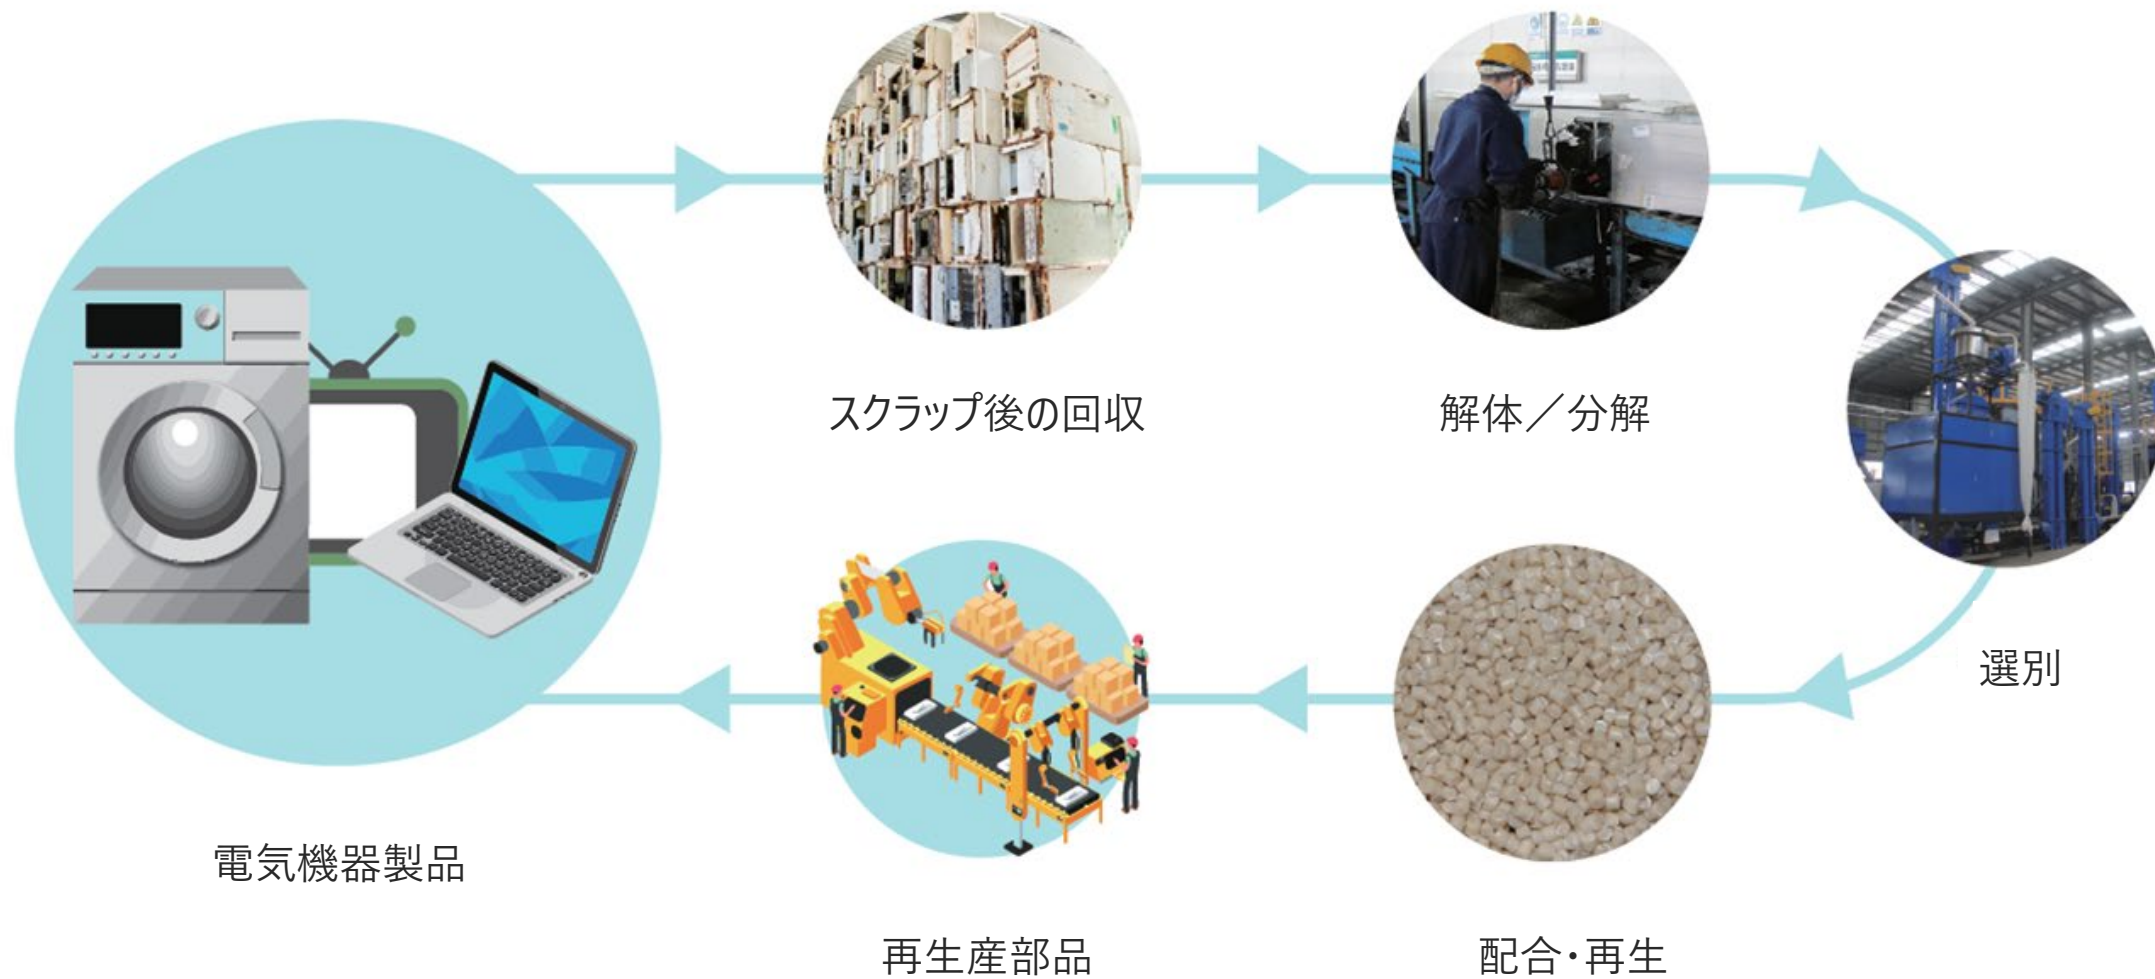 スクラップ後の回収
解体／分解
選別
電気機器製品
再生産部品
配合・再生